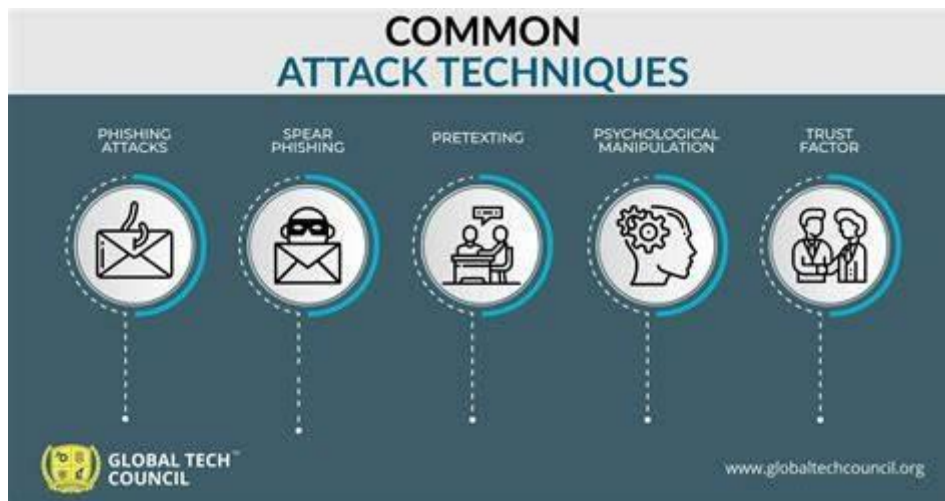 COMMON
ATTACK TECHNIQUES
PHISHING
ATTACKS
SPEAR
PHISHING
PRETEXTING
PSYCHOLOGICAL
MANIPULATION
TRUST
FACTOR
GLOBAL TECH
COUNCIL
www.globaltechcouncil.org